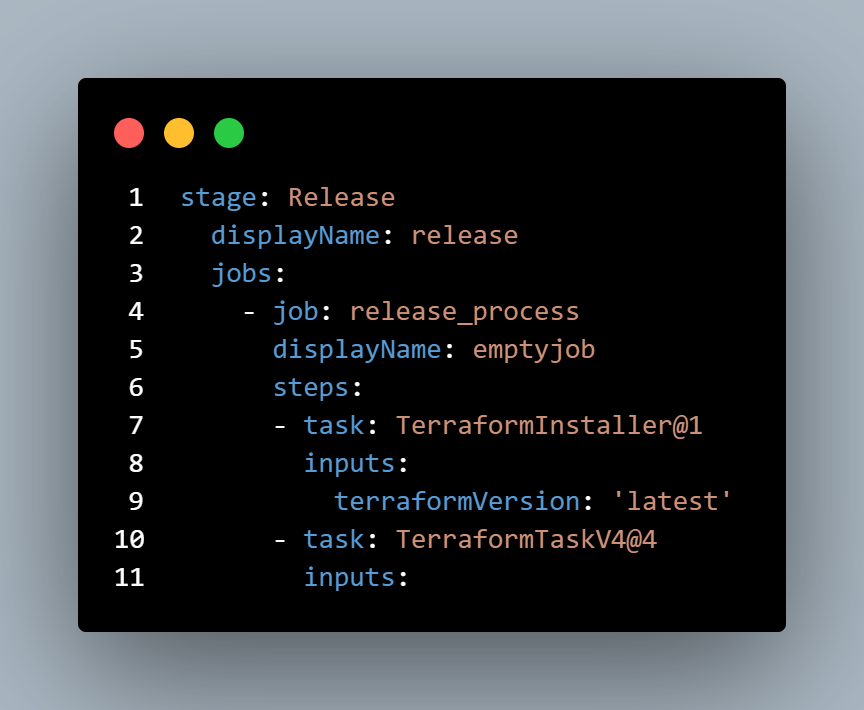 1 stage: Release
2   displayName: release
3   jobs:
4     - job: release_process
5       displayName: emptyjob
6       steps:
7       - task: TerraformInstaller@1
8         inputs:
9           terraformVersion: 'latest'
10       - task: TerraformTaskV4@4
11         inputs: